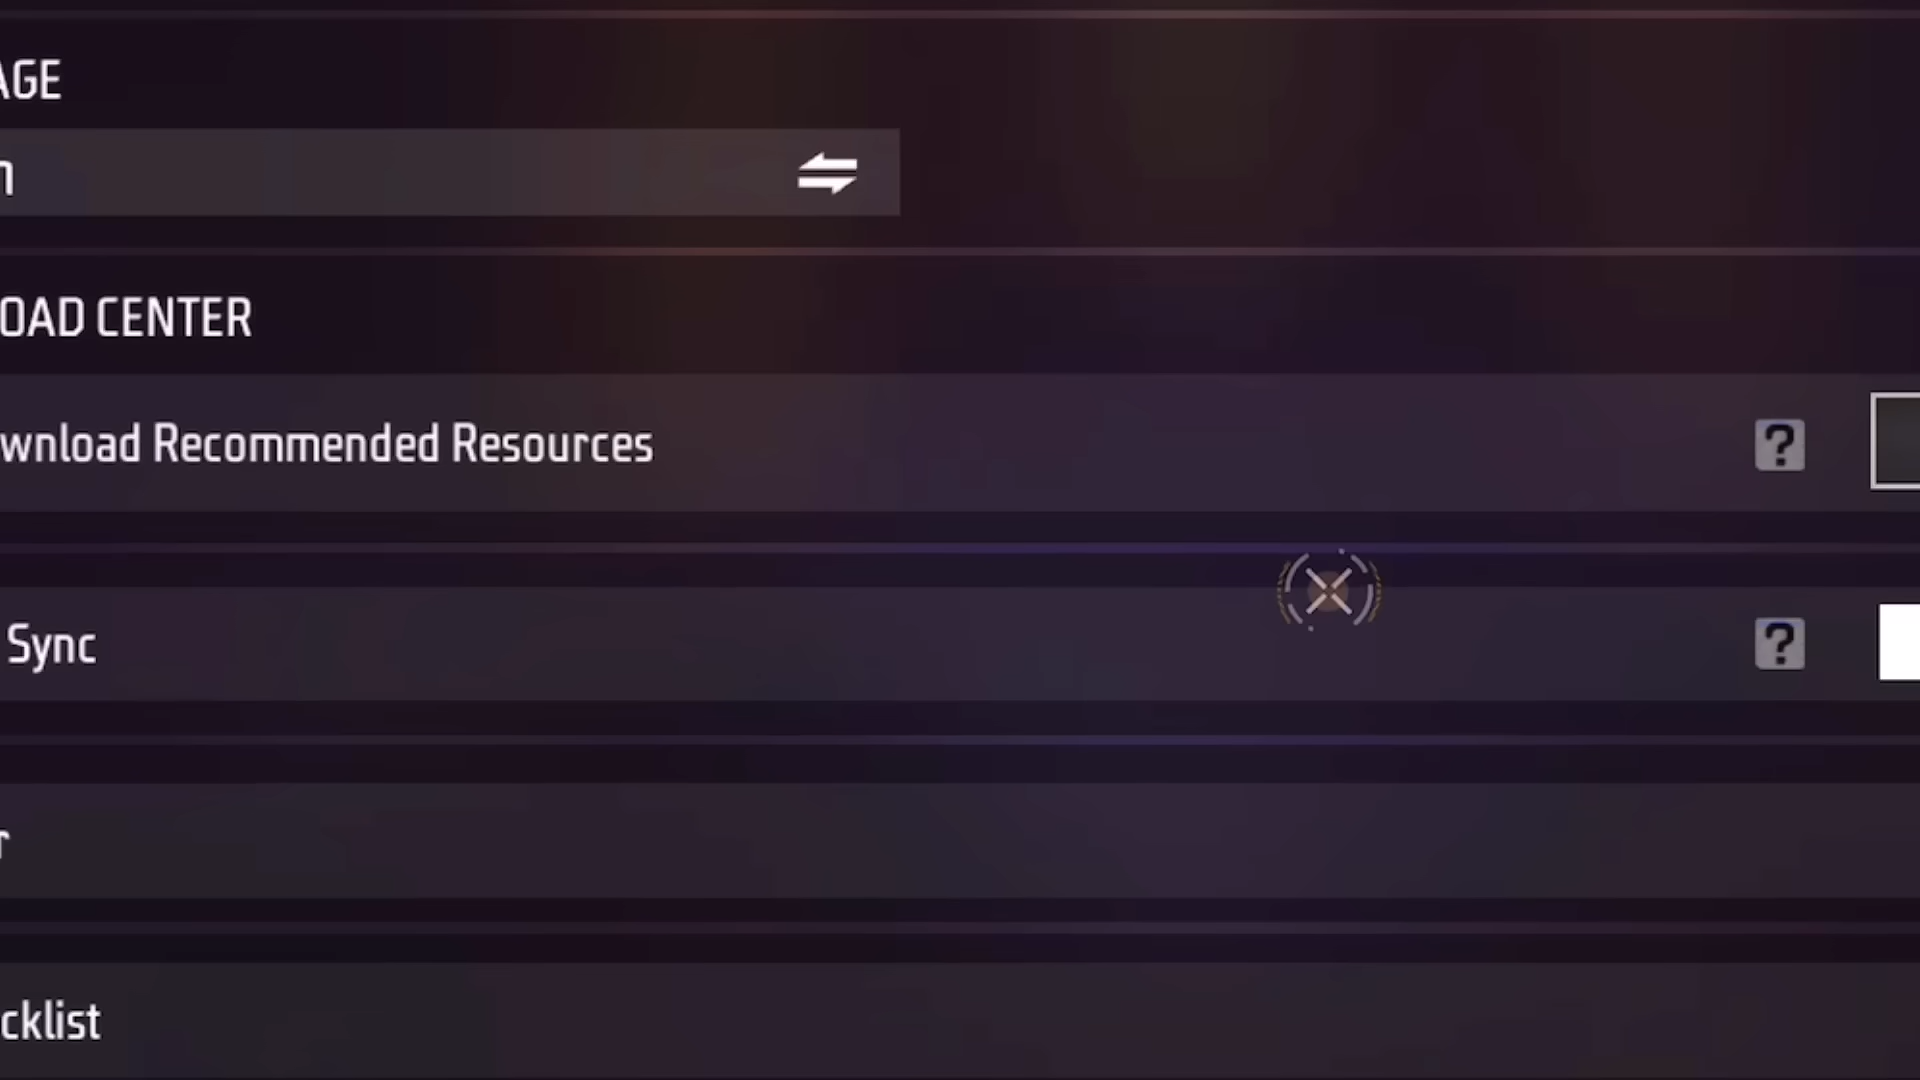 AGE
n
OAD CENTER
wnload Recommended Resources
?
Sync
?
r
cklist